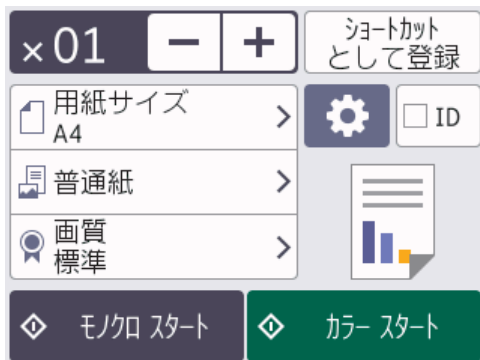 ×01 − +
ショートカット
として登録
用紙サイズ
A4
ID
普通紙
画質
標準
モノクロ スタート
カラー スタート